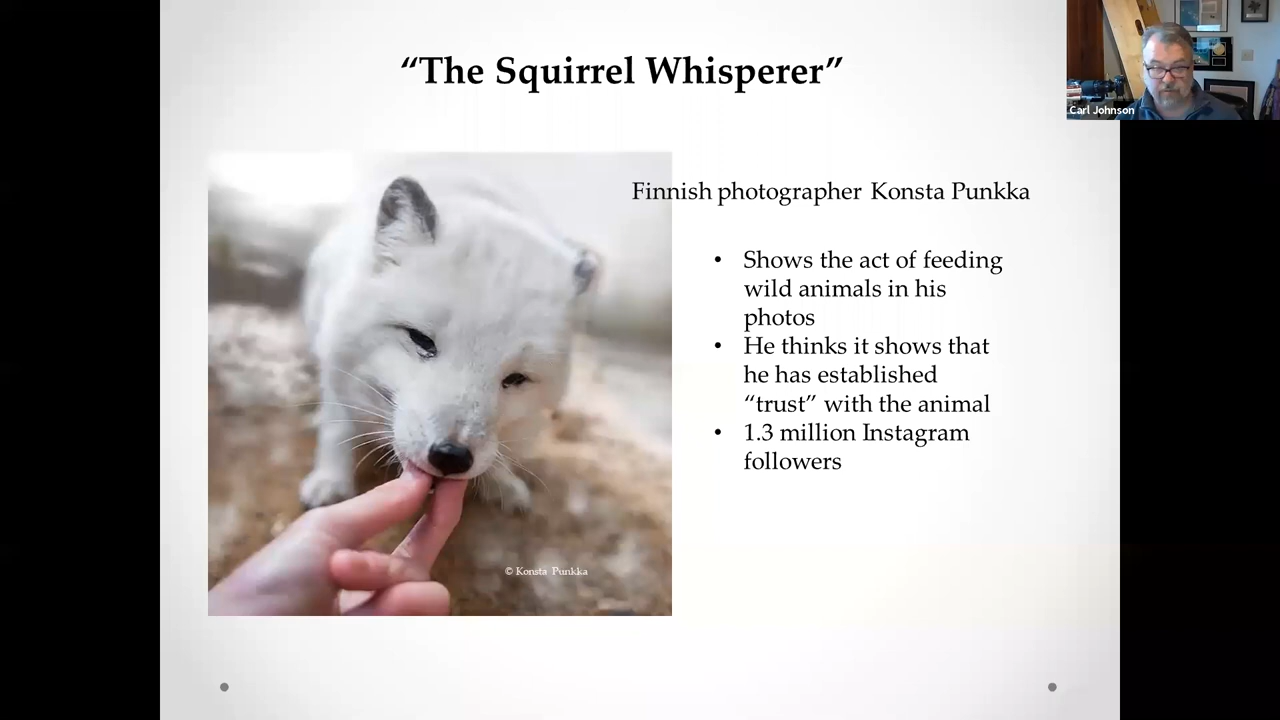 “The Squirrel Whisperer”
Carl Johnson
Finnish photographer Konsta Punkka
• Shows the act of feeding
wild animals in his
photos
• He thinks it shows that
he has established
“trust” with the animal
• 1.3 million Instagram
followers
© Konsta Punkka